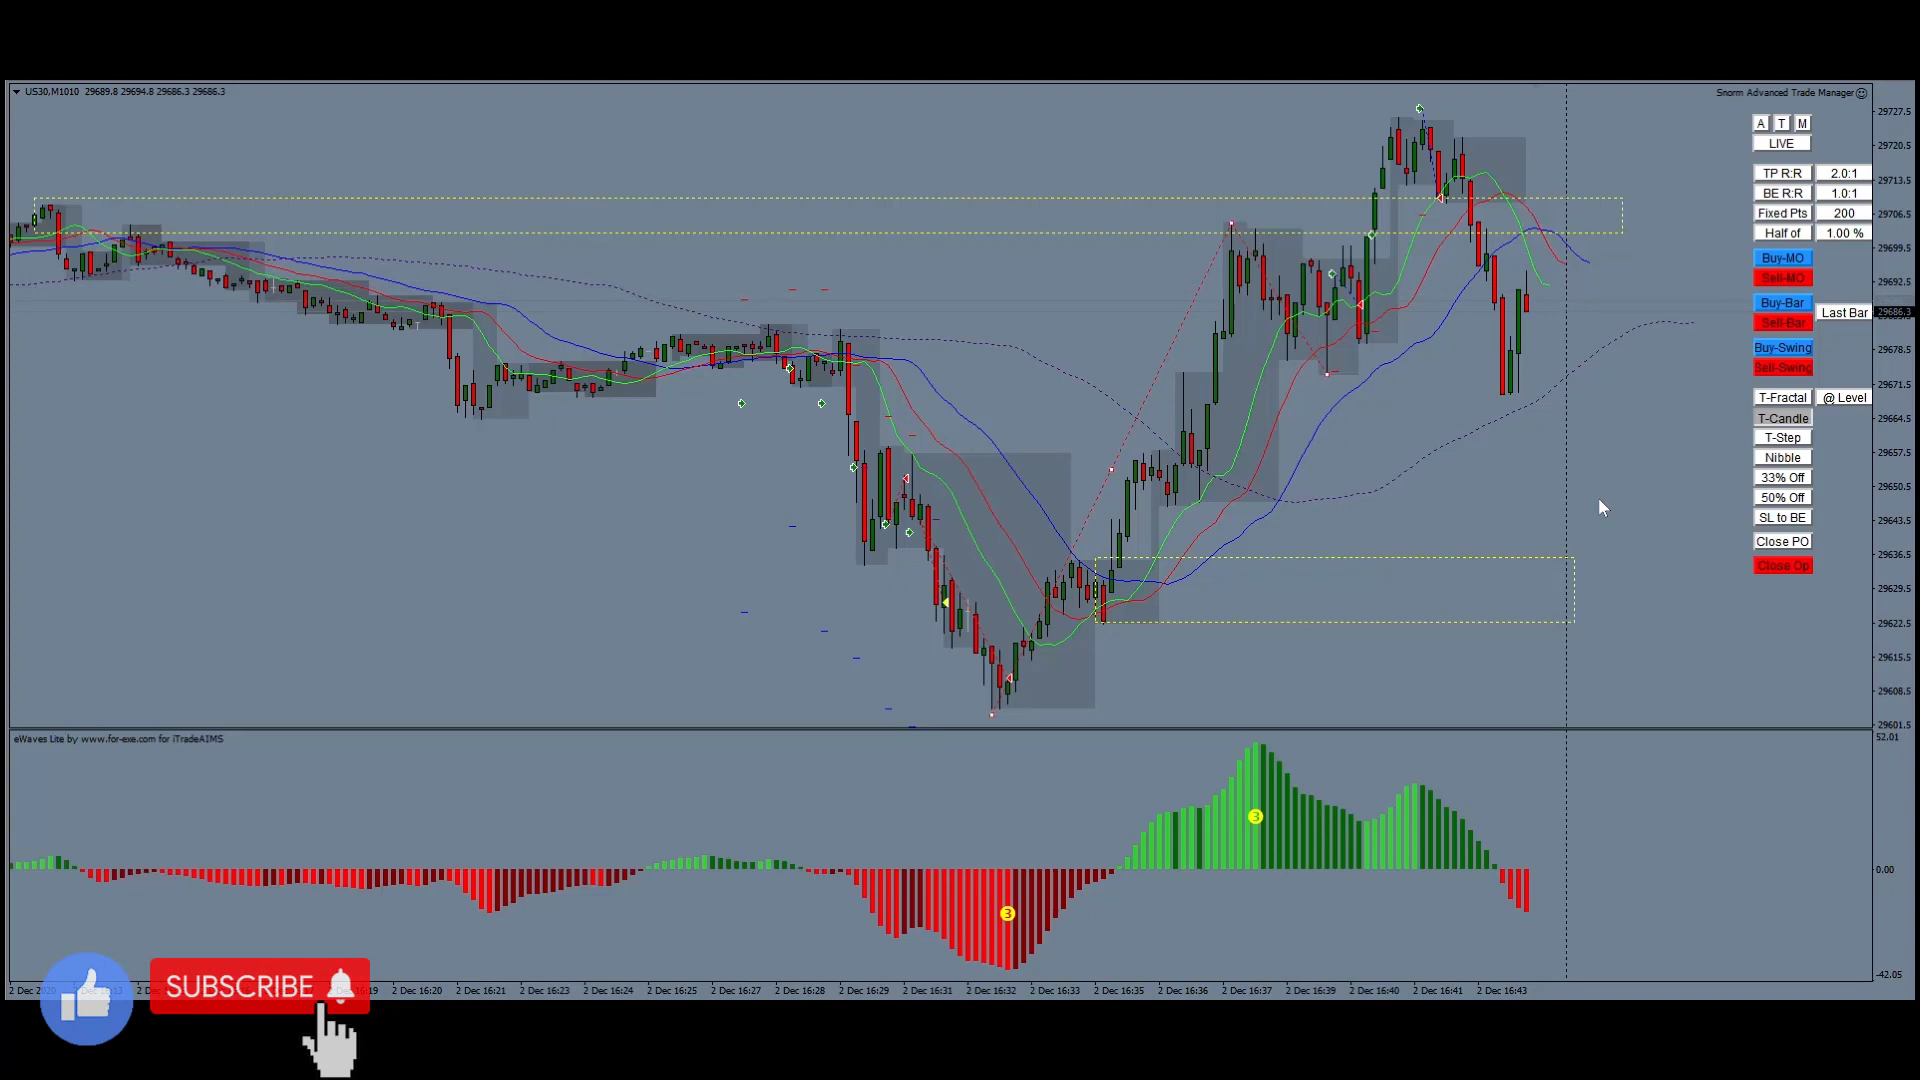 US30,M1010 29689.8 29694.8 29686.3 29686.3
Snorm Advanced Trade Manager
A T M
LIVE
TP R:R 2.0:1
BE R:R 1.0:1
Fixed Pts 200
Half of 1.00 %
Buy-MO
Sell-MO
Buy-Bar
Sell-Bar
Last Bar
Buy-Swing
Sell-Swing
T-Fractal @ Level
T-Candle
T-Step
Nibble
33% Off
50% Off
SL to BE
Close PO
Close Op
29727.5
29720.5
29713.5
29706.5
29699.5
29692.5
29686.3
29678.5
29671.5
29664.5
29657.5
29650.5
29643.5
29636.5
29629.5
29622.5
29615.5
29608.5
29601.5
eWaves Lite by www.for-exe.com for iTradeAIMS
52.01
0.00
-42.05
3
3
SUBSCRIBE
2 Dec 2 Dec 16:20 2 Dec 16:21 2 Dec 16:23 2 Dec 16:24 2 Dec 16:25 2 Dec 16:27 2 Dec 16:28 2 Dec 16:29 2 Dec 16:31 2 Dec 16:32 2 Dec 16:33 2 Dec 16:35 2 Dec 16:36 2 Dec 16:37 2 Dec 16:39 2 Dec 16:40 2 Dec 16:41 2 Dec 16:43